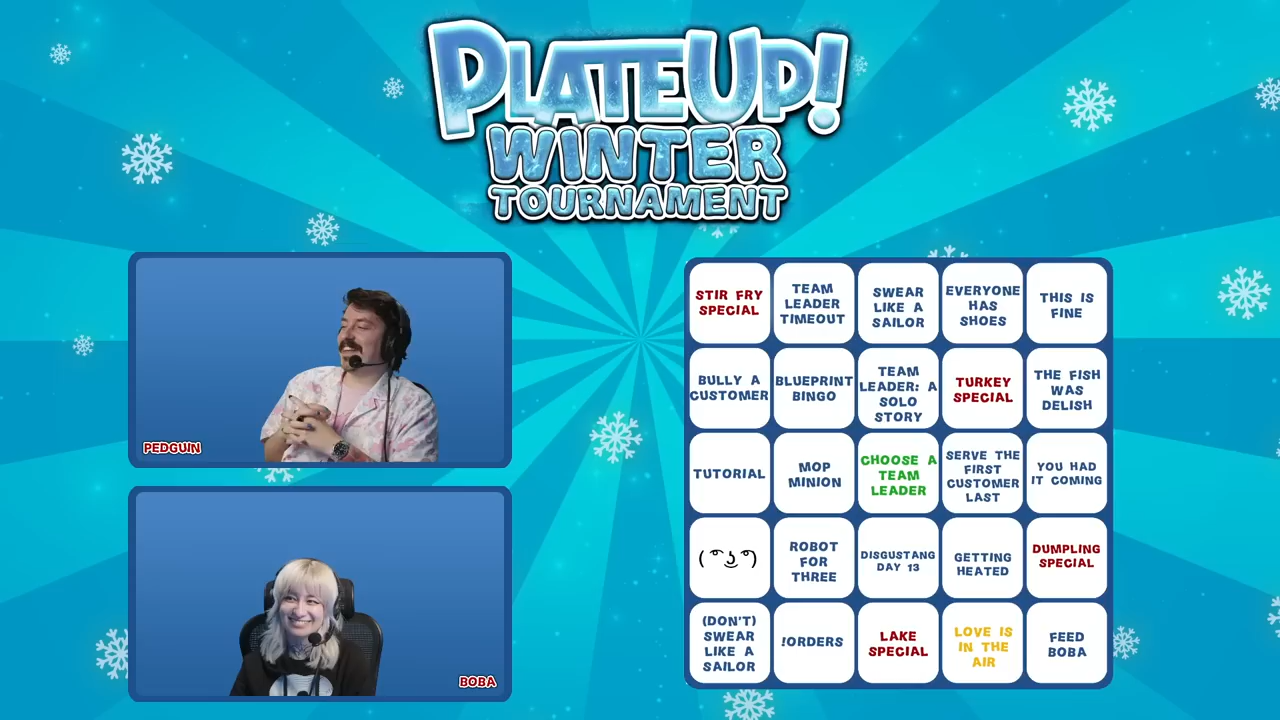 PLATEUP!
WINTER
TOURNAMENT
PEDGUIN
BOBA
STIR FRY
SPECIAL
TEAM
LEADER
TIMEOUT
SWEAR
LIKE A
SAILOR
EVERYONE
HAS
SHOES
THIS IS
FINE
BULLY A
CUSTOMER
BLUEPRINT
BINGO
TEAM
LEADER: A
SOLO
STORY
TURKEY
SPECIAL
THE FISH
WAS
DELISH
TUTORIAL
MOP
MINION
CHOOSE A
TEAM
LEADER
SERVE THE
FIRST
CUSTOMER
LAST
YOU HAD
IT COMING
( ͡° ͜ʖ ͡°)
ROBOT
FOR
THREE
DISGUSTANG
DAY 13
GETTING
HEATED
DUMPLING
SPECIAL
(DON'T)
SWEAR
LIKE A
SAILOR
!ORDERS
LAKE
SPECIAL
LOVE IS
IN THE
AIR
FEED
BOBA